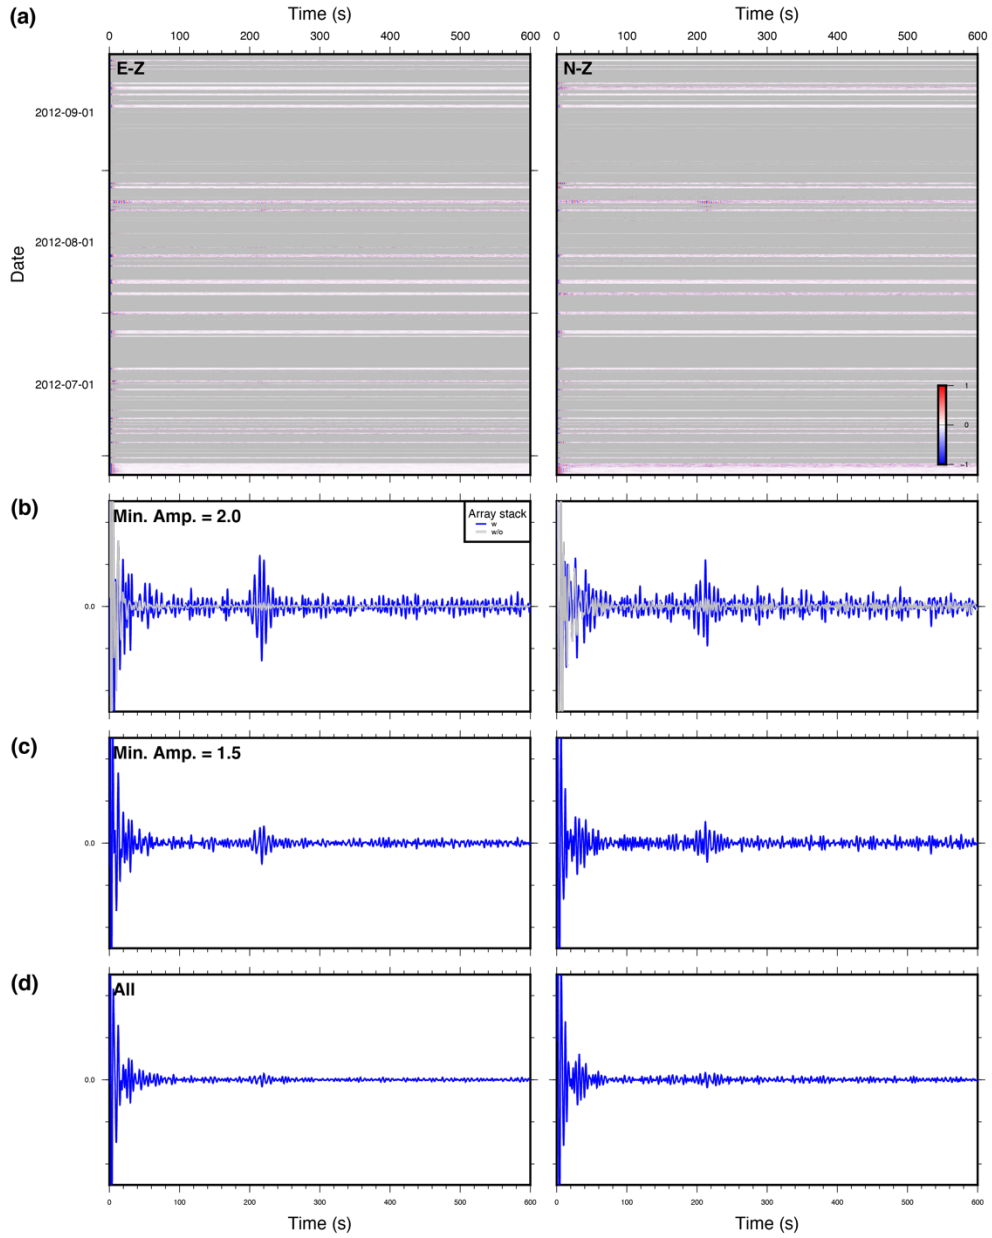 (a)
Time (s)
Time (s)
0 100 200 300 400 500 600
0 100 200 300 400 500 600
E-Z
N-Z
2012-09-01
2012-08-01
2012-07-01
Date
1
0
−1
(b)
Min. Amp. = 2.0
Array stack
w
w/o
0.0
(c)
Min. Amp. = 1.5
0.0
(d)
All
0.0
0 100 200 300 400 500 600
0 100 200 300 400 500 600
Time (s)
Time (s)